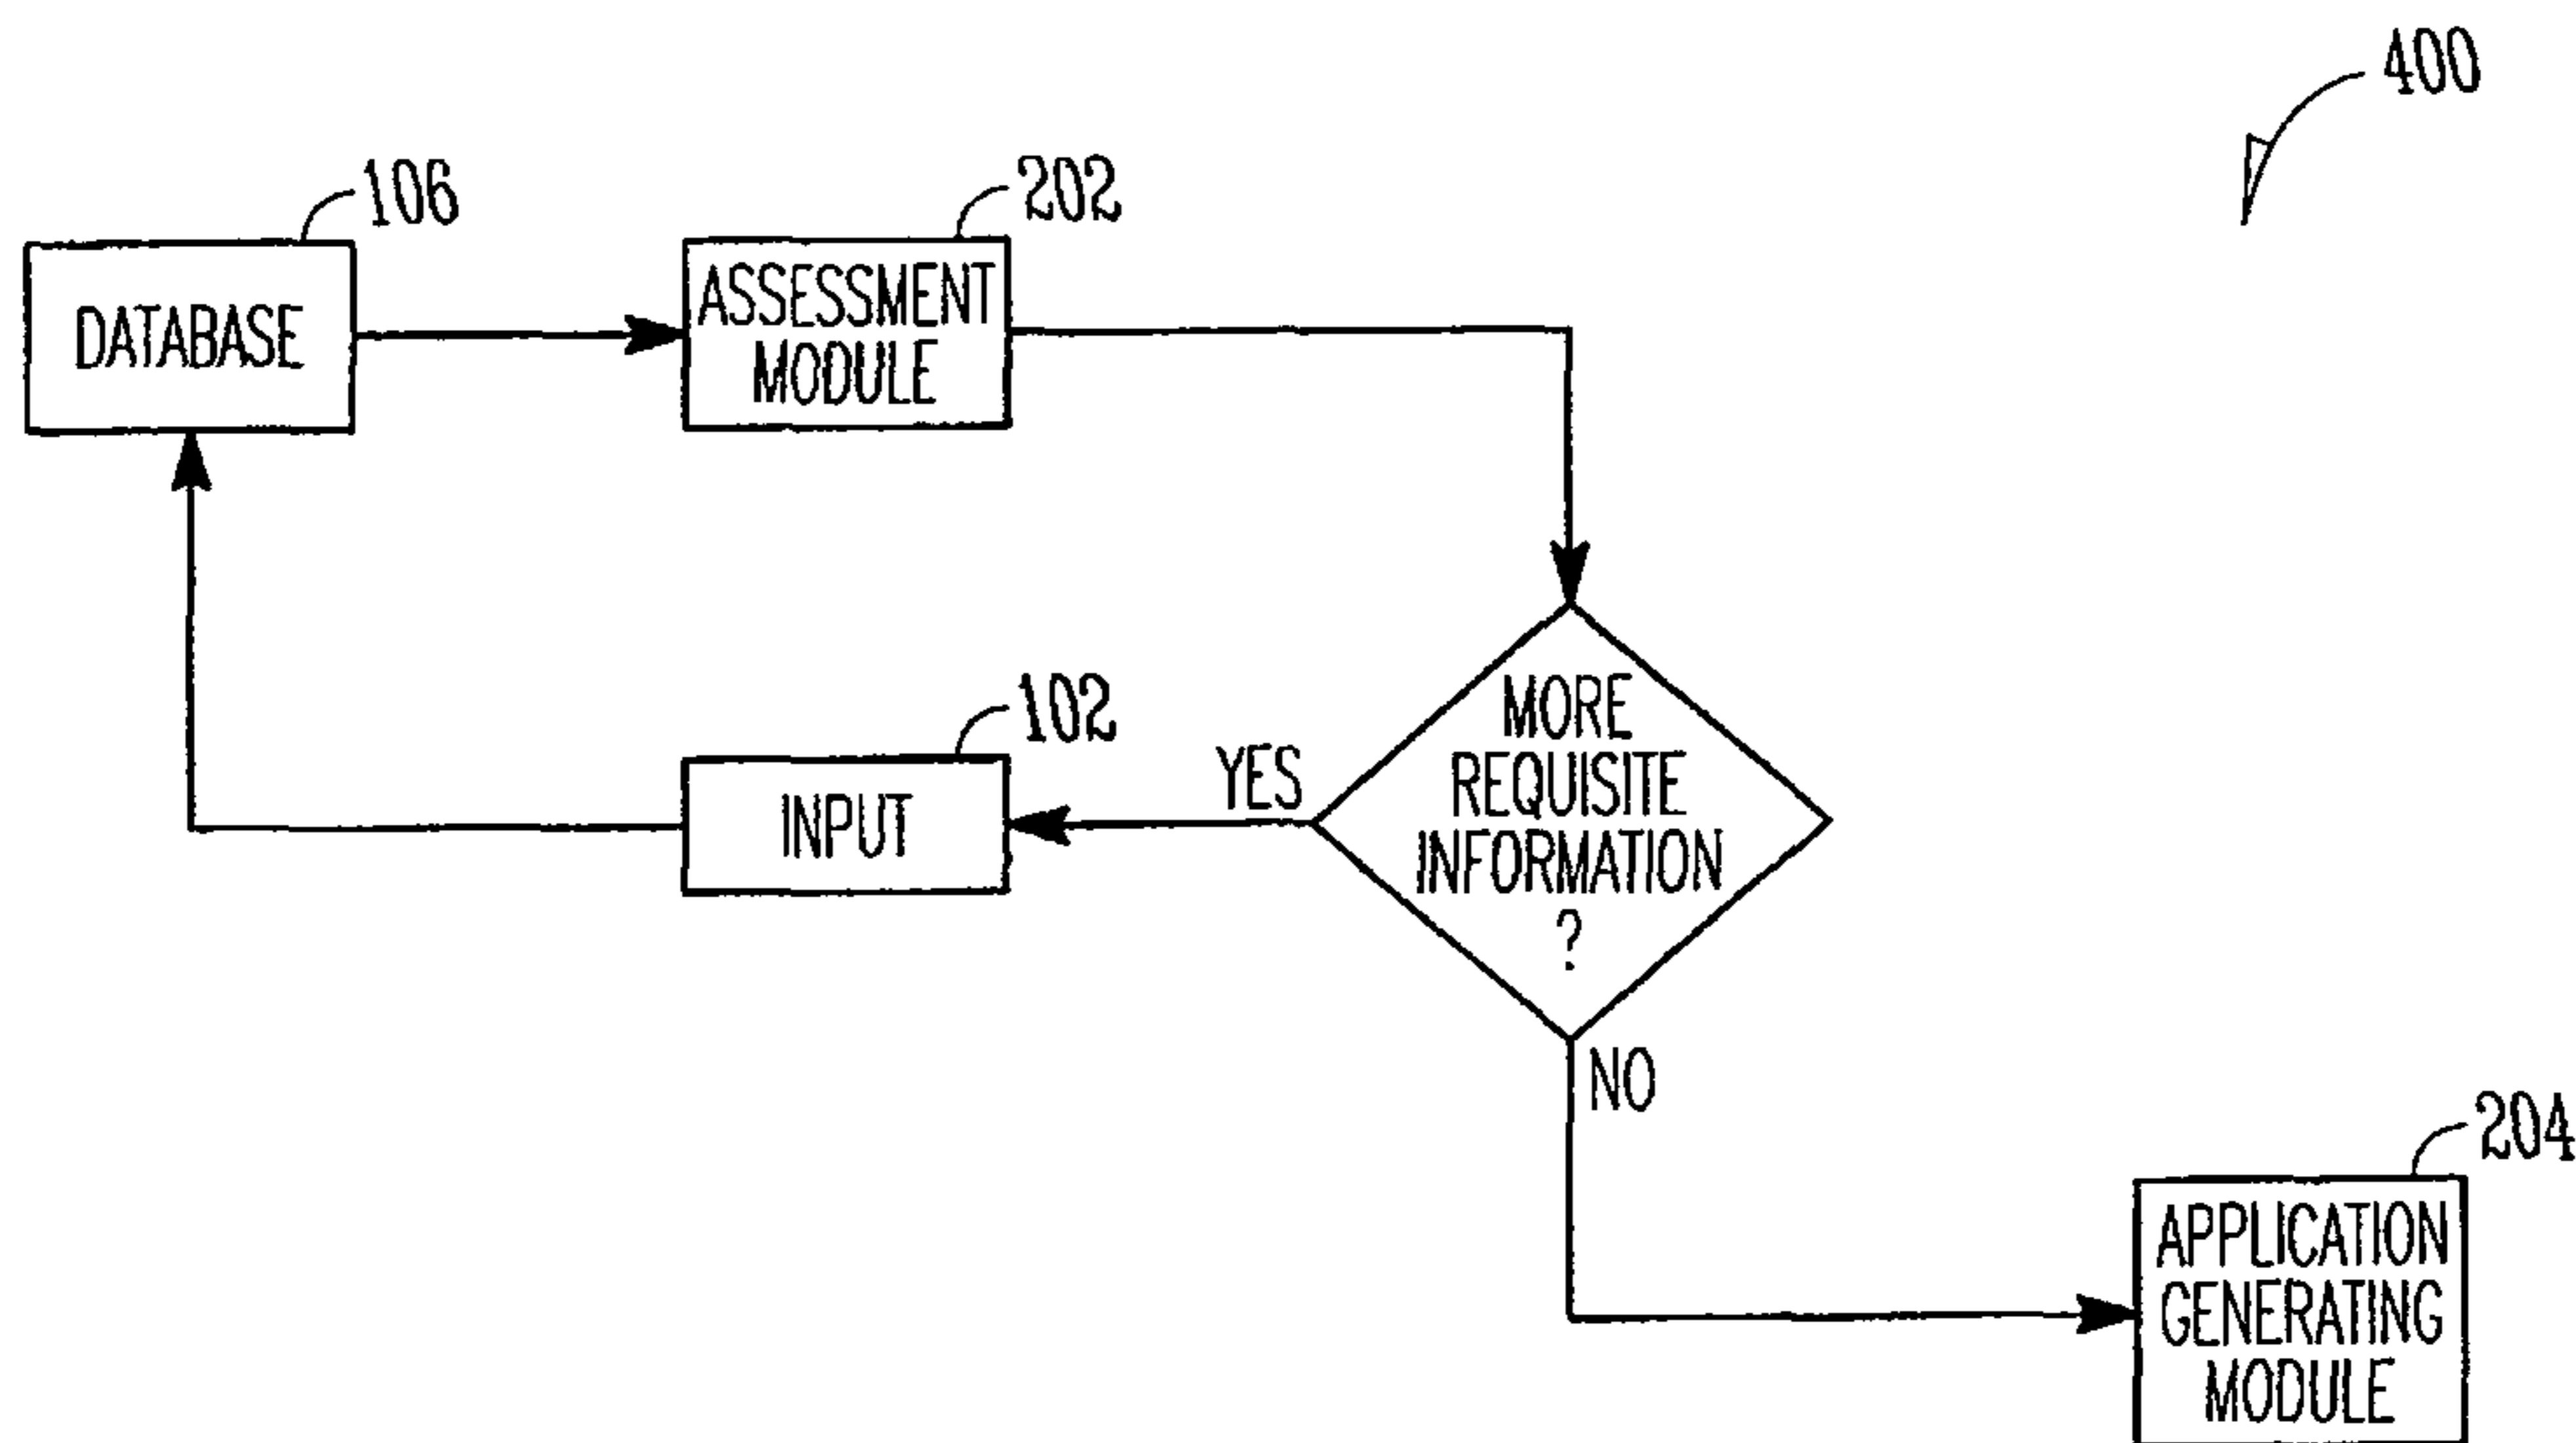 400
106
202
DATABASE
ASSESSMENT
MODULE
102
INPUT
YES
MORE
REQUISITE
INFORMATION
?
NO
204
APPLICATION
GENERATING
MODULE